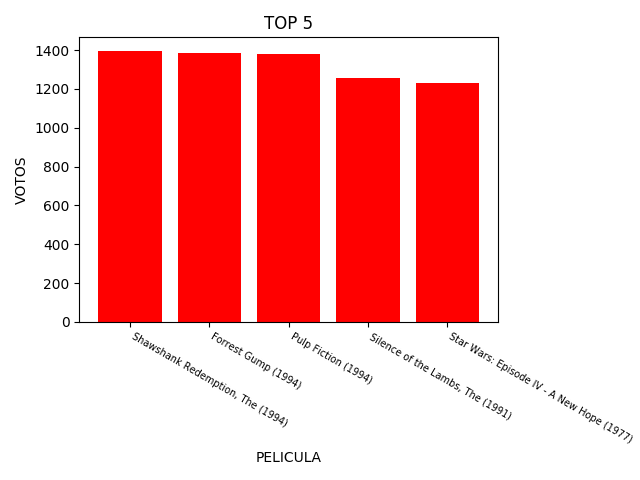 TOP 5
1400
1200
1000
800
600
400
200
0
VOTOS
Shawshank Redemption, The (1994)
Forrest Gump (1994)
Pulp Fiction (1994)
Silence of the Lambs, The (1991)
Star Wars: Episode IV - A New Hope (1977)
PELICULA